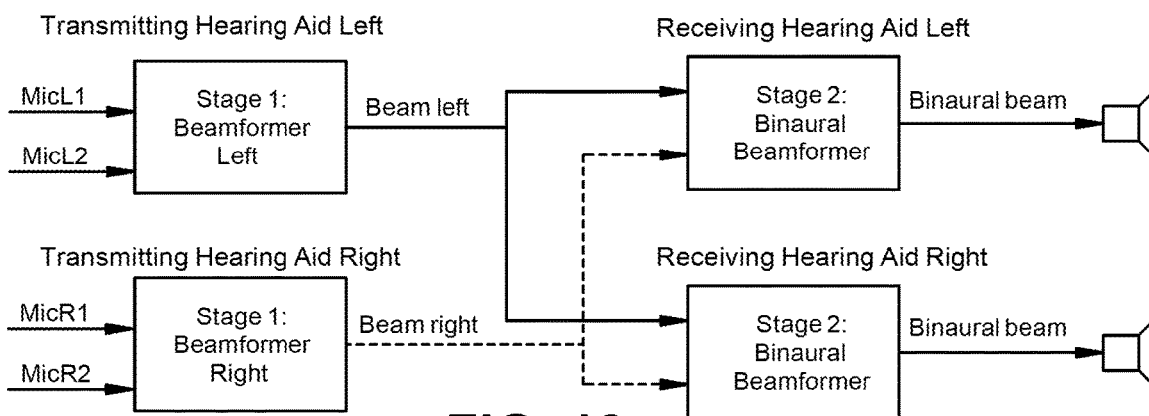 Transmitting Hearing Aid Left
Receiving Hearing Aid Left
MicL1
MicL2
Stage 1:
Beamformer
Left
Beam left
Stage 2:
Binaural
Beamformer
Binaural beam
Transmitting Hearing Aid Right
Receiving Hearing Aid Right
MicR1
MicR2
Stage 1:
Beamformer
Right
Beam right
Stage 2:
Binaural
Beamformer
Binaural beam